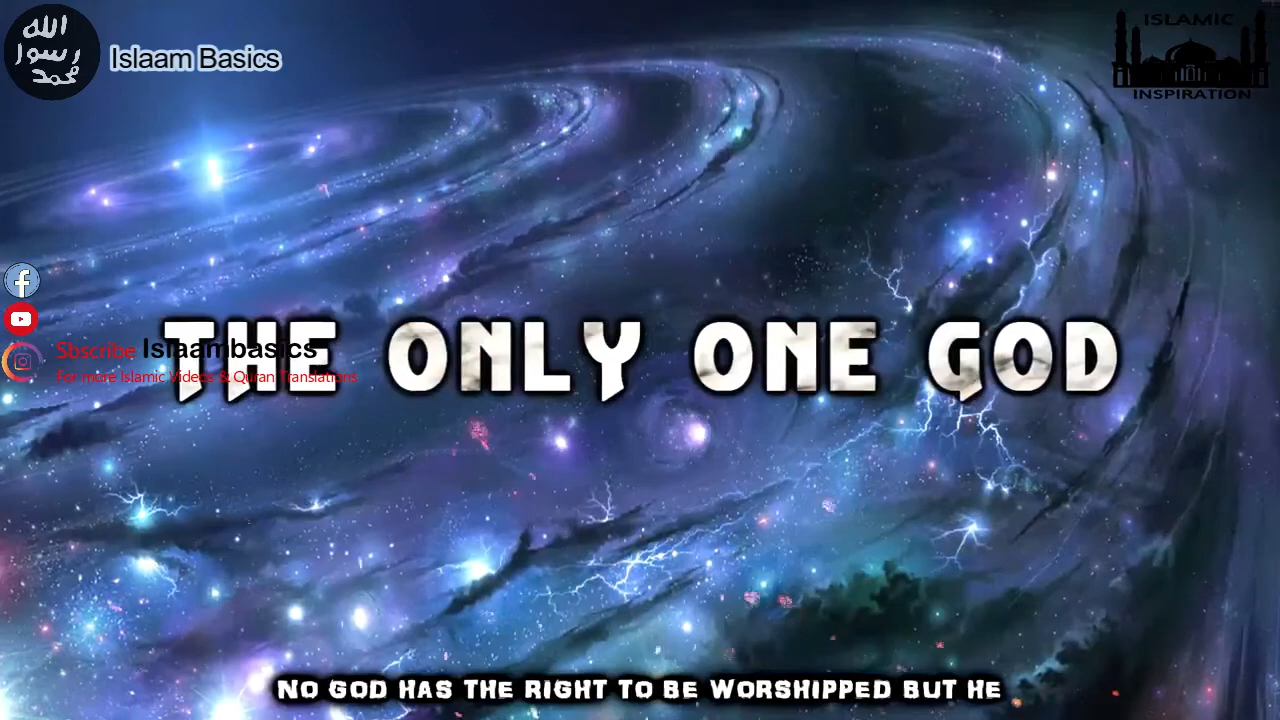 الله
رسول
محمد
Islaam Basics
ISLAMIC
INSPIRATION
THE ONLY ONE GOD
Sbscribe Islaambasics
For more Islamic Videos & Quran Translations
NO GOD HAS THE RIGHT TO BE WORSHIPPED BUT HE